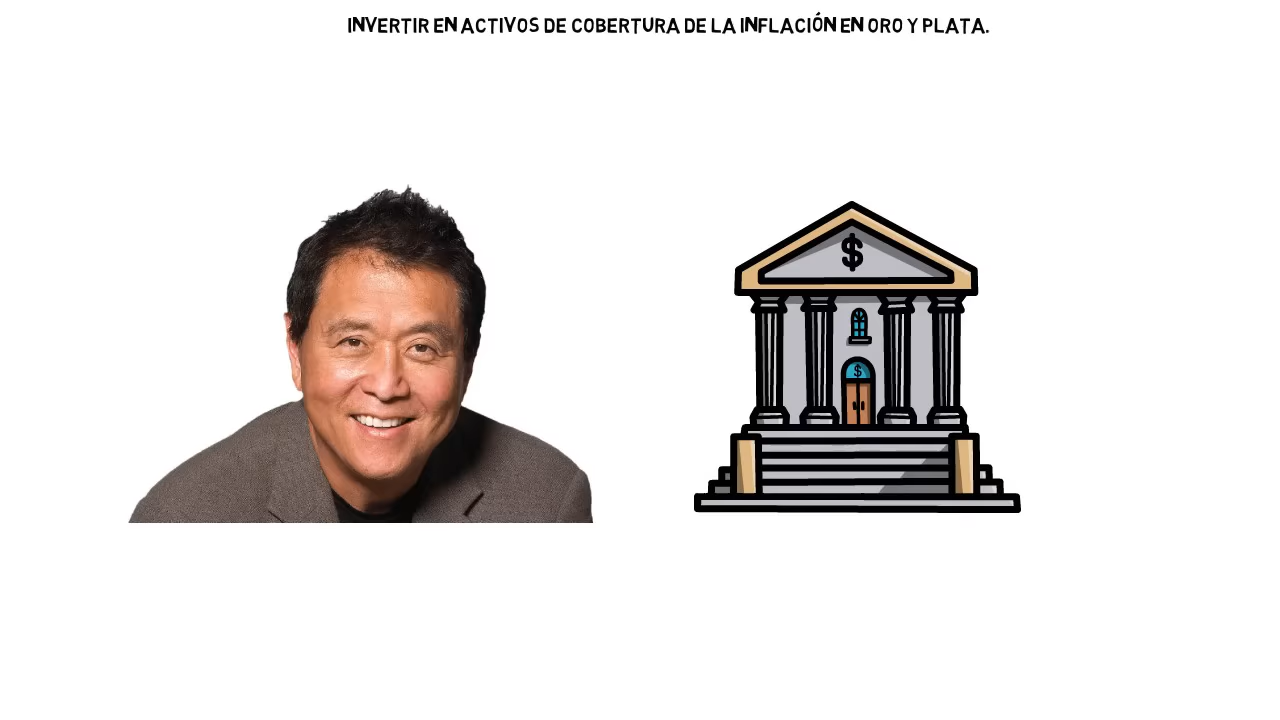 INVERTIR EN ACTIVOS DE COBERTURA DE LA INFLACIÓN EN ORO Y PLATA.
$
$